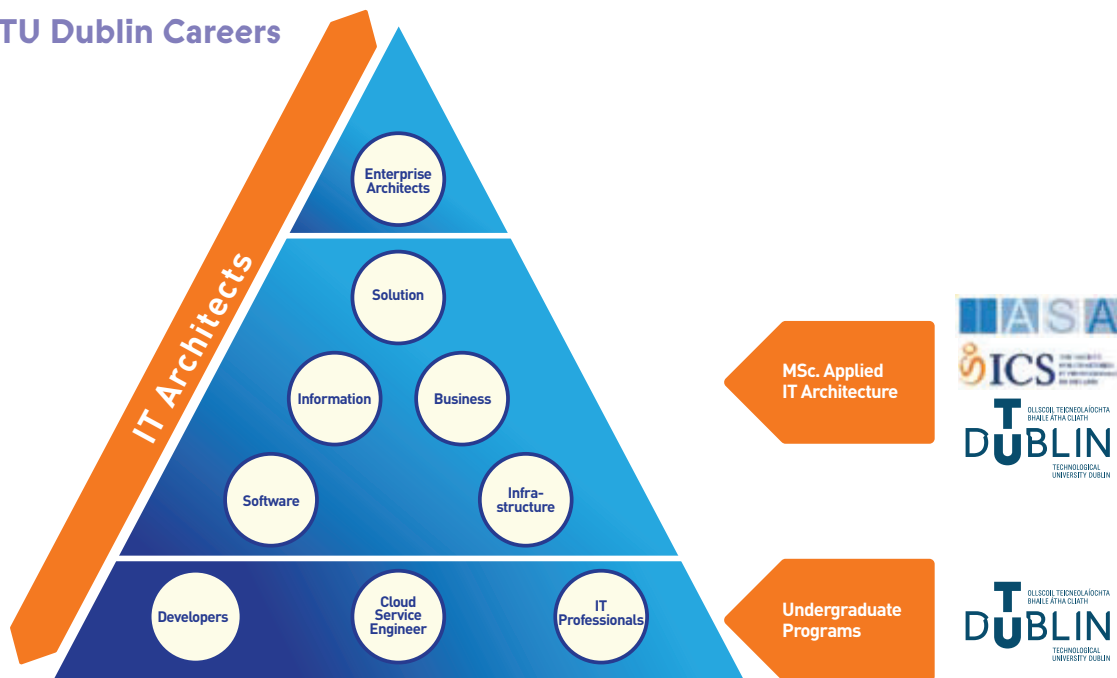 TU Dublin Careers
IT Architects
Enterprise
Architects
Solution
Information
Business
Software
Infra-
structure
Developers
Cloud
Service
Engineer
IT
Professionals
MSc. Applied
IT Architecture
IASA
ICS
OLLSCOIL TEICNEOLAÍOCHTA
BHAILE ÁTHA CLIATH
TU DUBLIN
TECHNOLOGICAL
UNIVERSITY DUBLIN
Undergraduate
Programs
OLLSCOIL TEICNEOLAÍOCHTA
BHAILE ÁTHA CLIATH
TU DUBLIN
TECHNOLOGICAL
UNIVERSITY DUBLIN